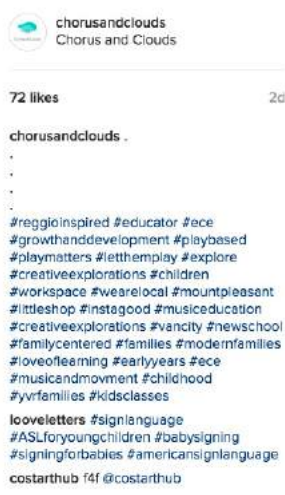 chorusandclouds
Chorus and Clouds
72 likes 2d
chorusandclouds .
.
.
.
.
#reggioinspired #educator #ece
#growthanddevelopment #playbased
#playmatters #letthemplay #explore
#creativeexplorations #children
#workspace #wearelocal #mountpleasant
#littleshop #instagood #musiceducation
#creativeexplorations #vancity #newschool
#familycentered #families #modernfamilies
#loveoflearning #earlyyears #ece
#musicandmovment #childhood
#yvrfamilies #kidsclasses
looveletters #signlanguage
#ASLforyoungchildren #babysigning
#signingforbabies #americansignlanguage
costarthub f4f @costarthub